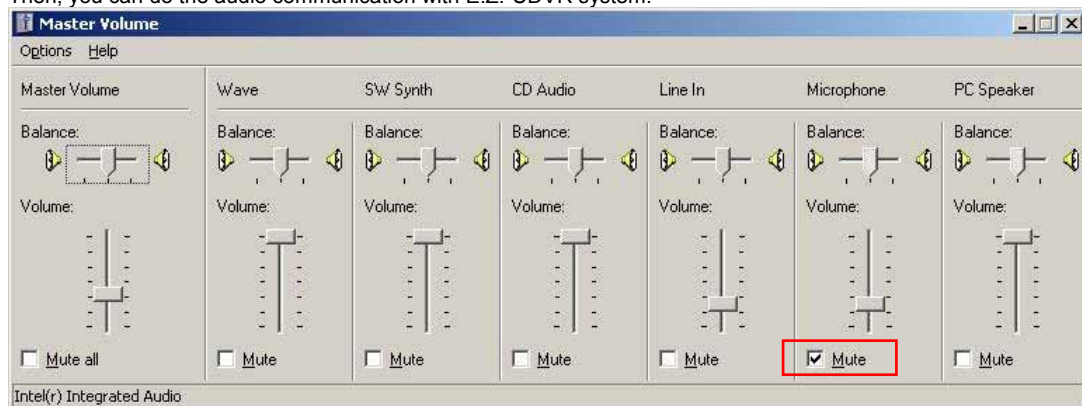 Then, you can do the audio communication with E.Z. UDVR system.
Master Volume
Options Help
Master Volume Wave SW Synth CD Audio Line In Microphone PC Speaker
Balance: Balance: Balance: Balance: Balance: Balance: Balance:
Volume: Volume: Volume: Volume: Volume: Volume: Volume:
Mute all Mute Mute Mute Mute Mute Mute
Intel(r) Integrated Audio